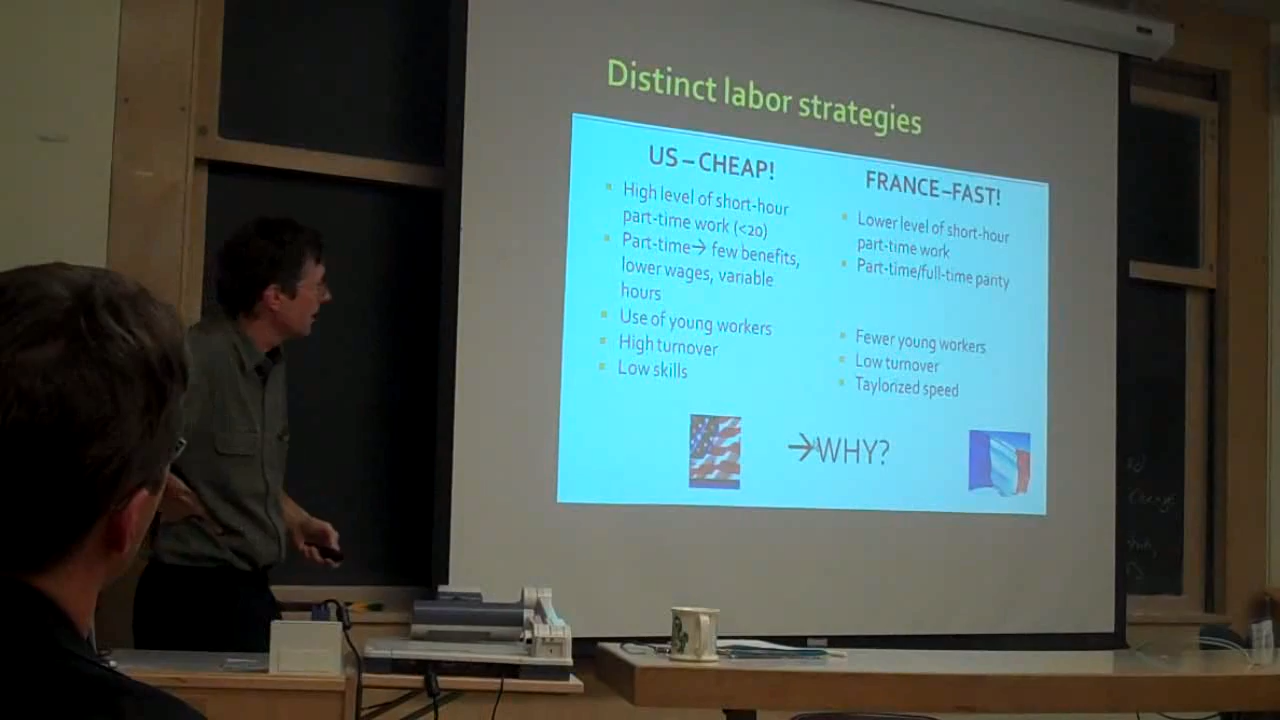 Distinct labor strategies
US – CHEAP!
High level of short-hour
part-time work (<20)
Part-time→ few benefits,
lower wages, variable
hours
Use of young workers
High turnover
Low skills
FRANCE –FAST!
Lower level of short-hour
part-time work
Part-time/full-time parity
Fewer young workers
Low turnover
Taylorized speed
→WHY?
Change